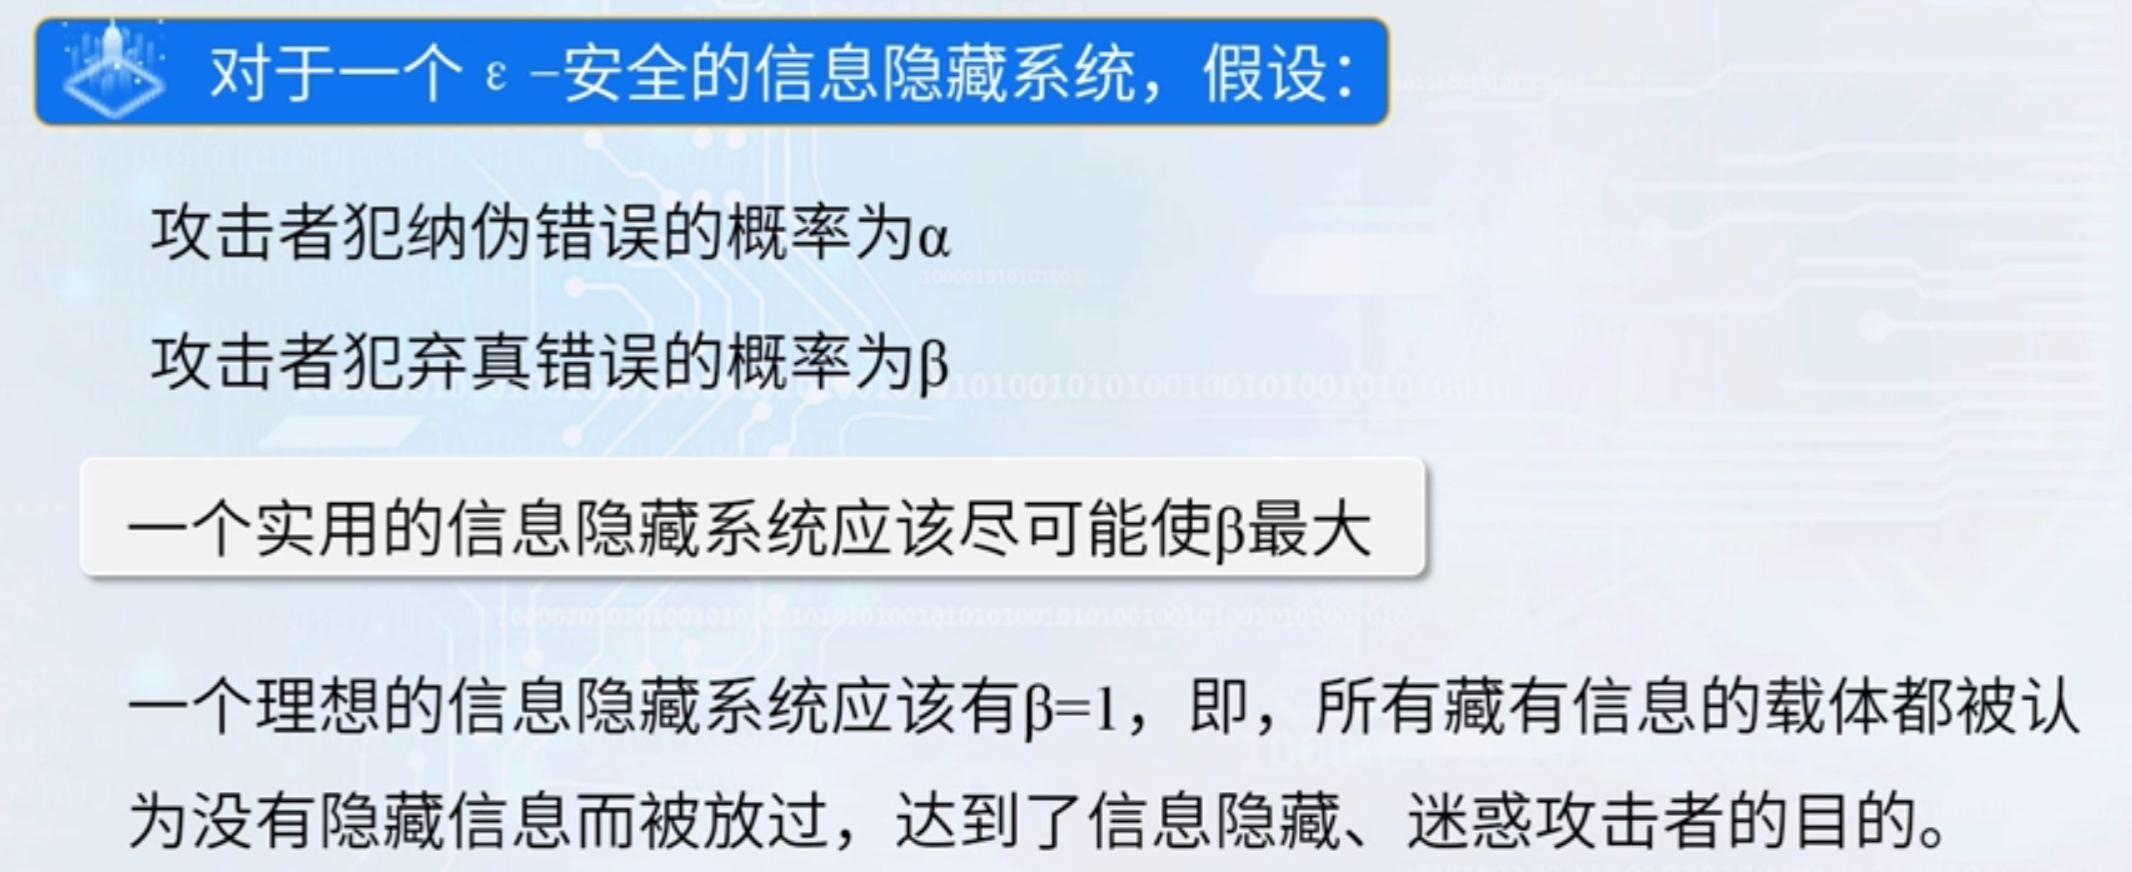 对于一个 ε -安全的信息隐藏系统，假设：
攻击者犯纳伪错误的概率为α
攻击者犯弃真错误的概率为β
一个实用的信息隐藏系统应该尽可能使β最大
一个理想的信息隐藏系统应该有β=1，即，所有藏有信息的载体都被认
为没有隐藏信息而被放过，达到了信息隐藏、迷惑攻击者的目的。